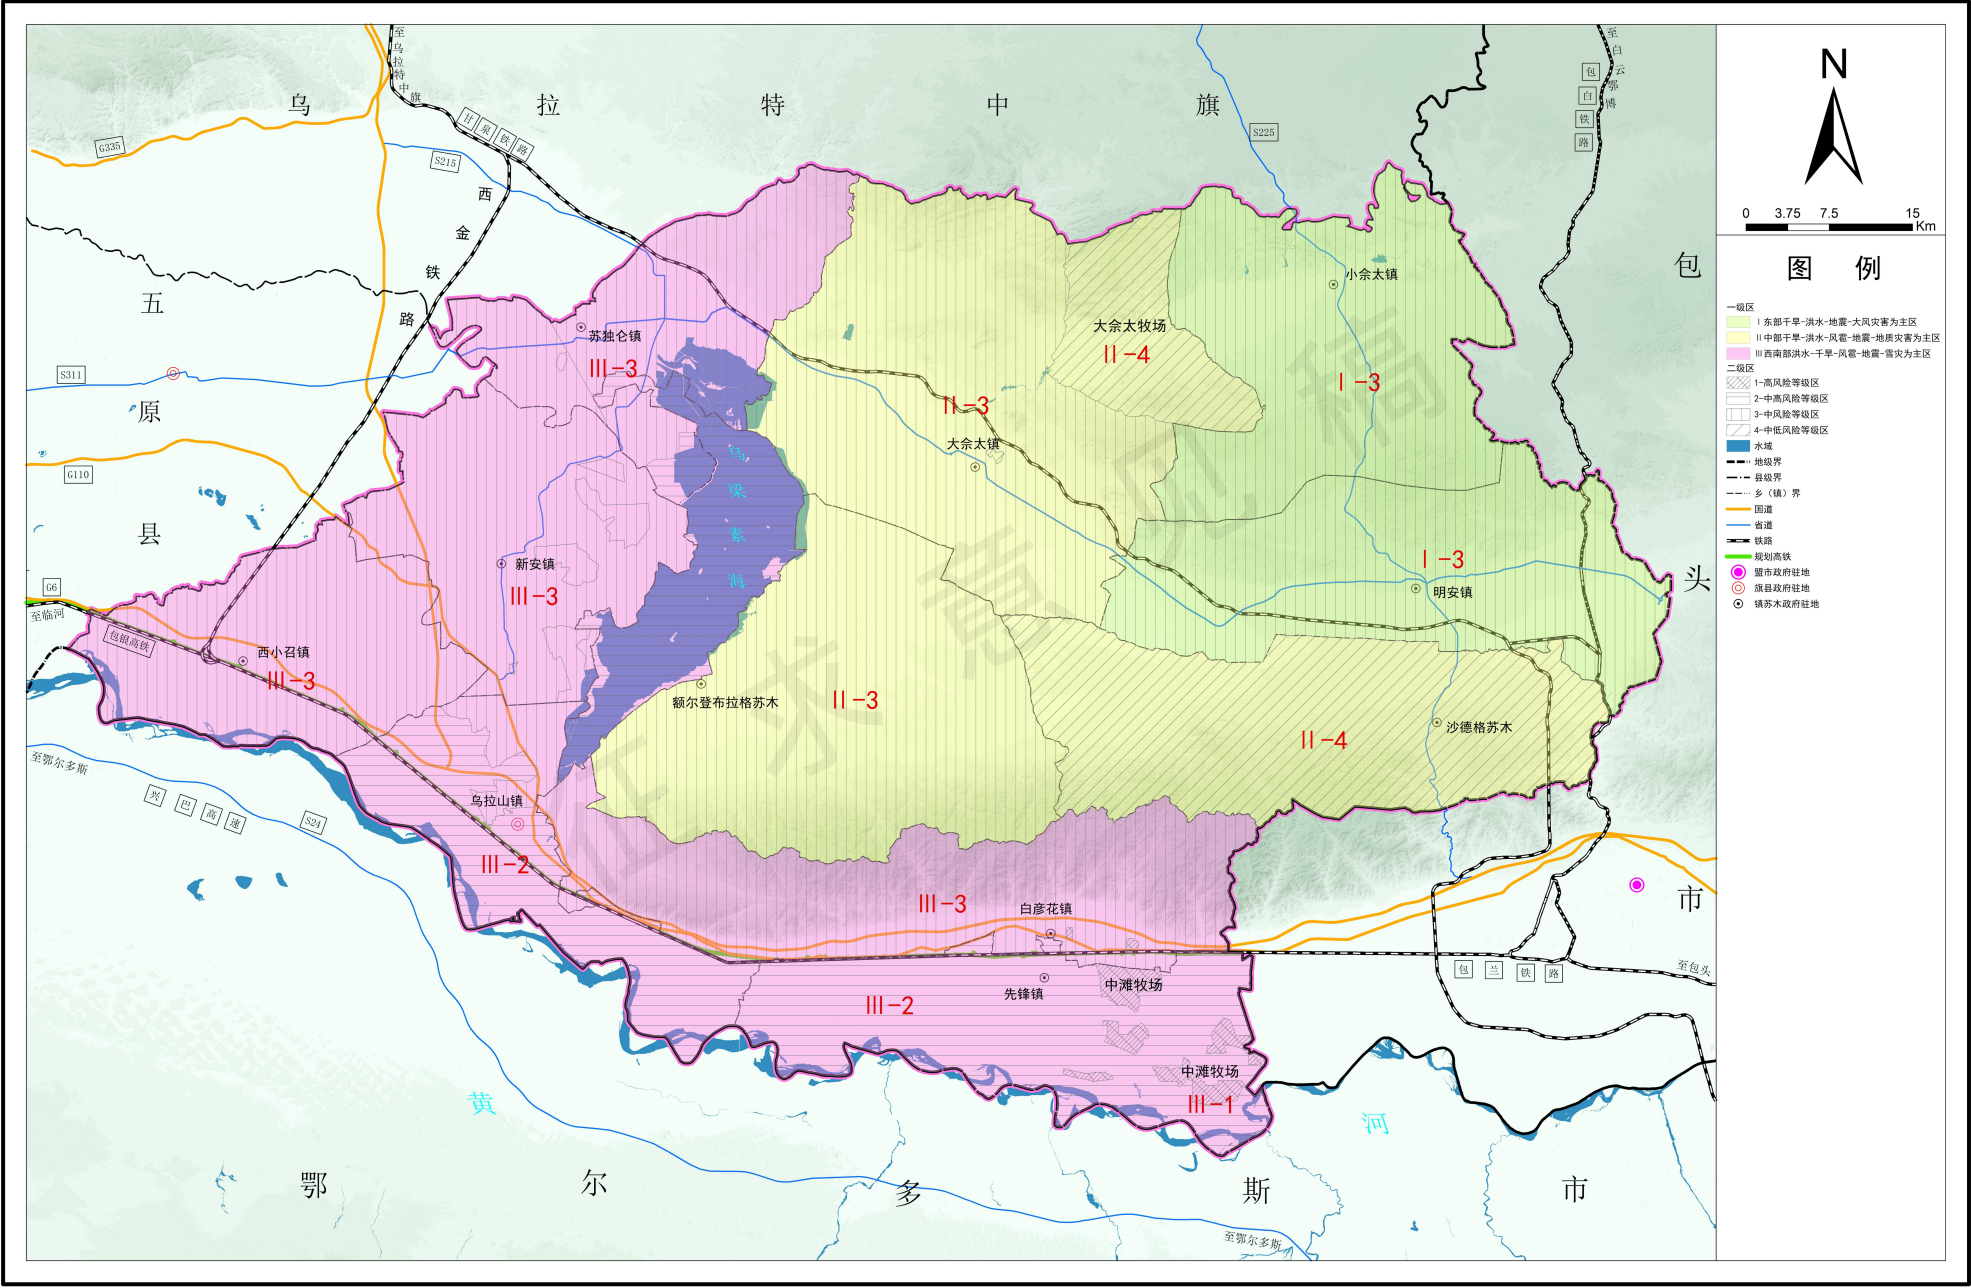 至乌拉特中旗
乌 拉 特 中 旗
至白云鄂博
包白铁路
甘泉铁路
G335
S215
S225
西金铁路
五原县
包头市
小佘太镇
大佘太牧场
II-4
苏独仑镇
III-3
I-3
S311
II-3
大佘太镇
乌梁素海
G110
新安镇
III-3
I-3
明安镇
G6
至临河
包银高铁
西小召镇
III-3
额尔登布拉格苏木
II-3
沙德格苏木
II-4
至鄂尔多斯
兴巴高速
S24
乌拉山镇
III-2
III-3
白彦花镇
包兰铁路
至包头
先锋镇
中滩牧场
III-2
中滩牧场
III-1
黄 河
鄂 尔 多 斯 市
至鄂尔多斯
征求意见稿
N
0 3.75 7.5 15
Km
图 例
一级区
I东部干旱-洪水-地震-大风灾害为主区
II中部干旱-洪水-风雹-地震-地质灾害为主区
III西南部洪水-干旱-风雹-地震-雪灾为主区
二级区
1-高风险等级区
2-中高风险等级区
3-中风险等级区
4-中低风险等级区
水域
地级界
县级界
乡（镇）界
国道
省道
铁路
规划高铁
盟市政府驻地
旗县政府驻地
镇苏木政府驻地